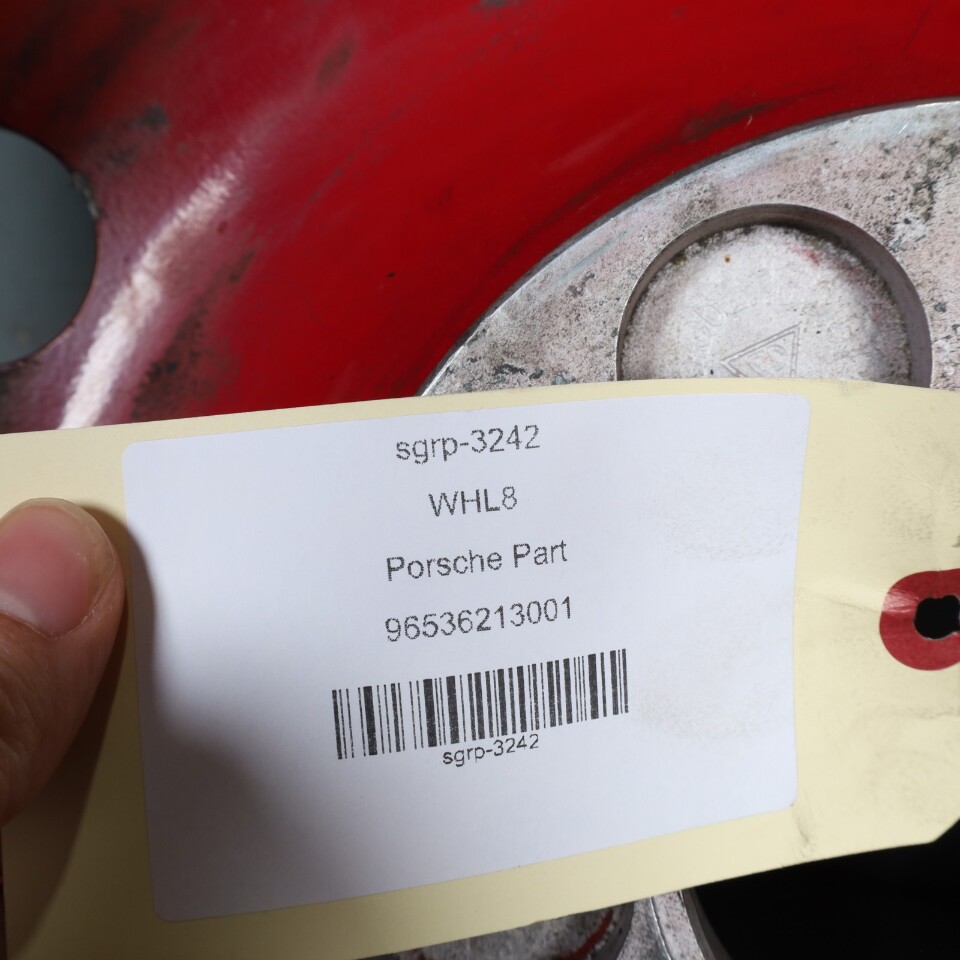 sgrp-3242
WHL8
Porsche Part
96536213001
sgrp-3242